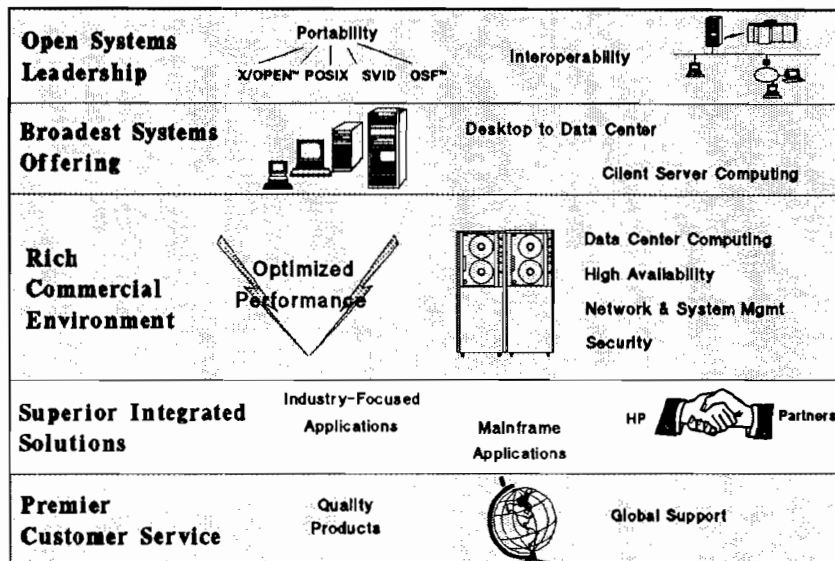 Open Systems
Leadership
Portability
X/OPEN™ POSIX SVID OSF™
Interoperability
Broadest Systems
Offering
Desktop to Data Center
Client Server Computing
Rich
Commercial
Environment
Optimized
Performance
Data Center Computing
High Availability
Network & System Mgmt
Security
Superior Integrated
Solutions
Industry-Focused
Applications
Mainframe
Applications
HP
Partners
Premier
Customer Service
Quality
Products
Global Support